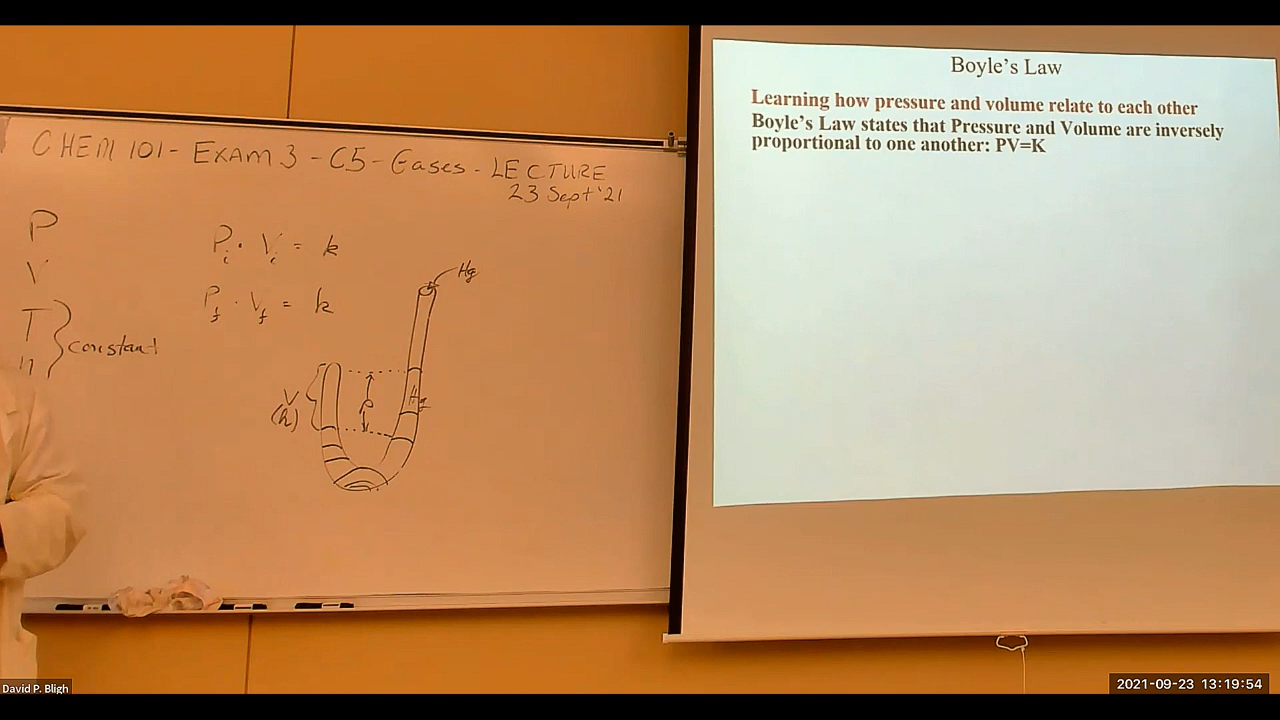 CHEM 101 - Exam 3 - C5 - Gases - LECTURE
23 Sept '21
P
V
T
n
constant
Pi · Vi = k
Pf · Vf = k
Hg
V
(h)
P
Hg
Boyle's Law
Learning how pressure and volume relate to each other
Boyle's Law states that Pressure and Volume are inversely
proportional to one another: PV=K
David P. Bligh
2021-09-23 13:19:54